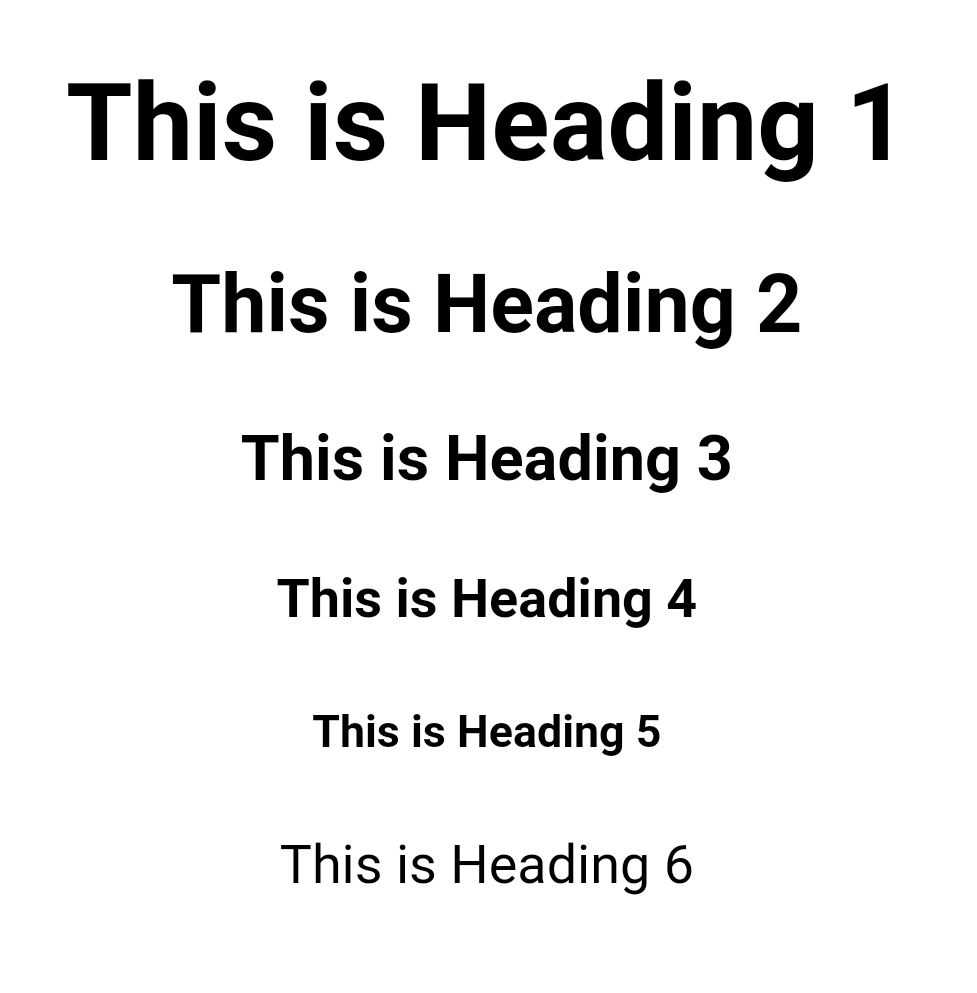 This is Heading 1
This is Heading 2
This is Heading 3
This is Heading 4
This is Heading 5
This is Heading 6